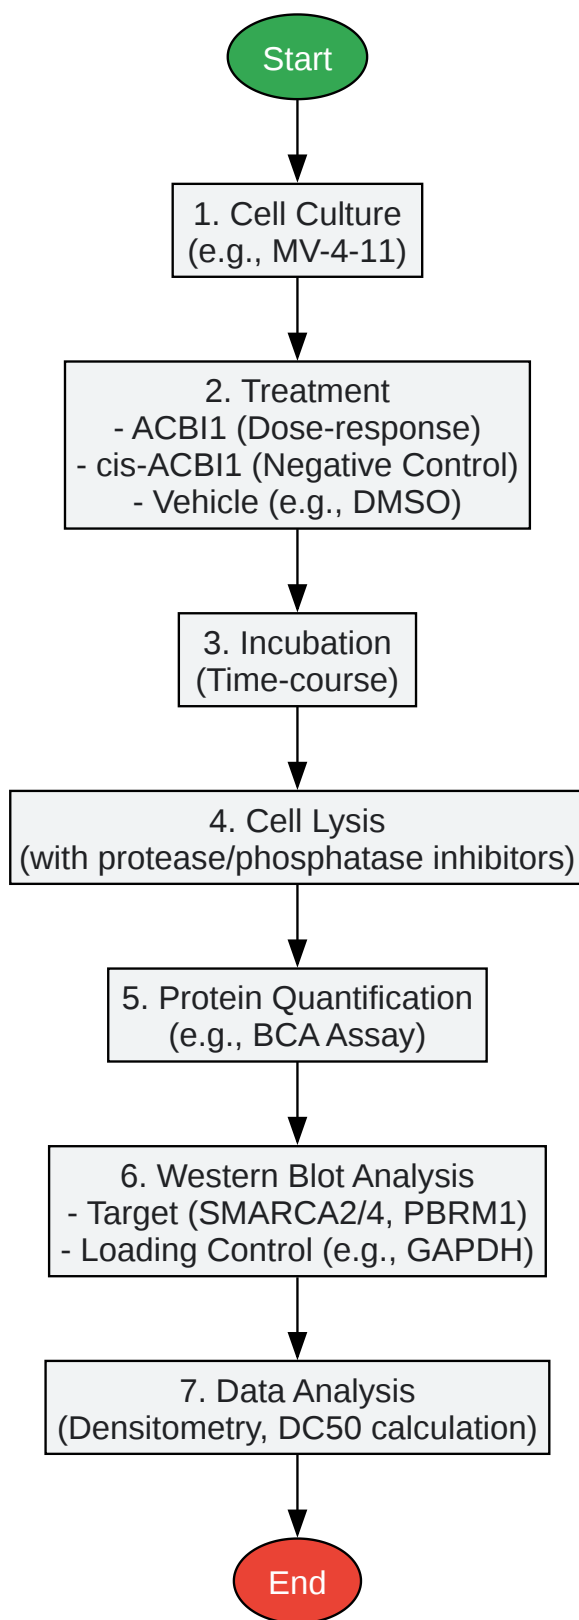 Start
1. Cell Culture
(e.g., MV-4-11)
2. Treatment
- ACBI1 (Dose-response)
- cis-ACBI1 (Negative Control)
- Vehicle (e.g., DMSO)
3. Incubation
(Time-course)
4. Cell Lysis
(with protease/phosphatase inhibitors)
5. Protein Quantification
(e.g., BCA Assay)
6. Western Blot Analysis
- Target (SMARCA2/4, PBRM1)
- Loading Control (e.g., GAPDH)
7. Data Analysis
(Densitometry, DC50 calculation)
End